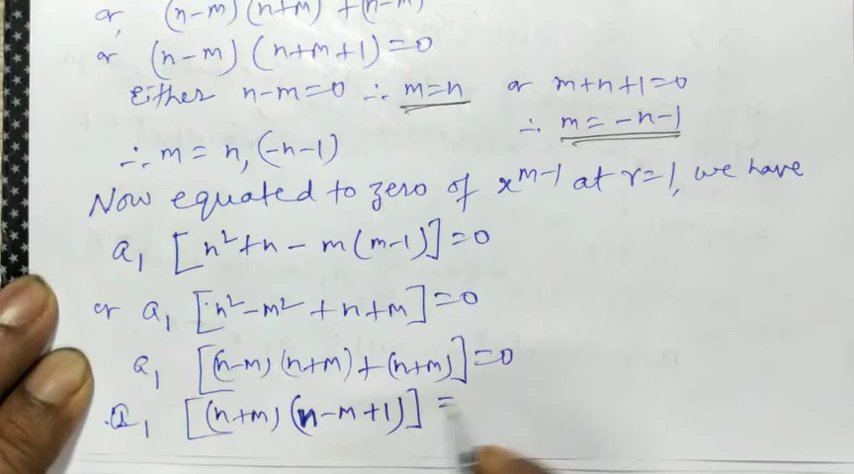 or, (n-m)(n+m)+(n-m)
or (n-m)(n+m+1)=0
Either n-m=0 ∴ m=n or m+n+1=0
∴ m=-n-1
∴ m = n, (-n-1)
Now equated to zero of x^{m-1} at r=1, we have
a₁ [n²+n - m(m-1)]=0
or a₁ [n²-m²+n+m]=0
a₁ [(n-m)(n+m)+(n+m)]=0
a₁ [(n+m)(n-m+1)] =